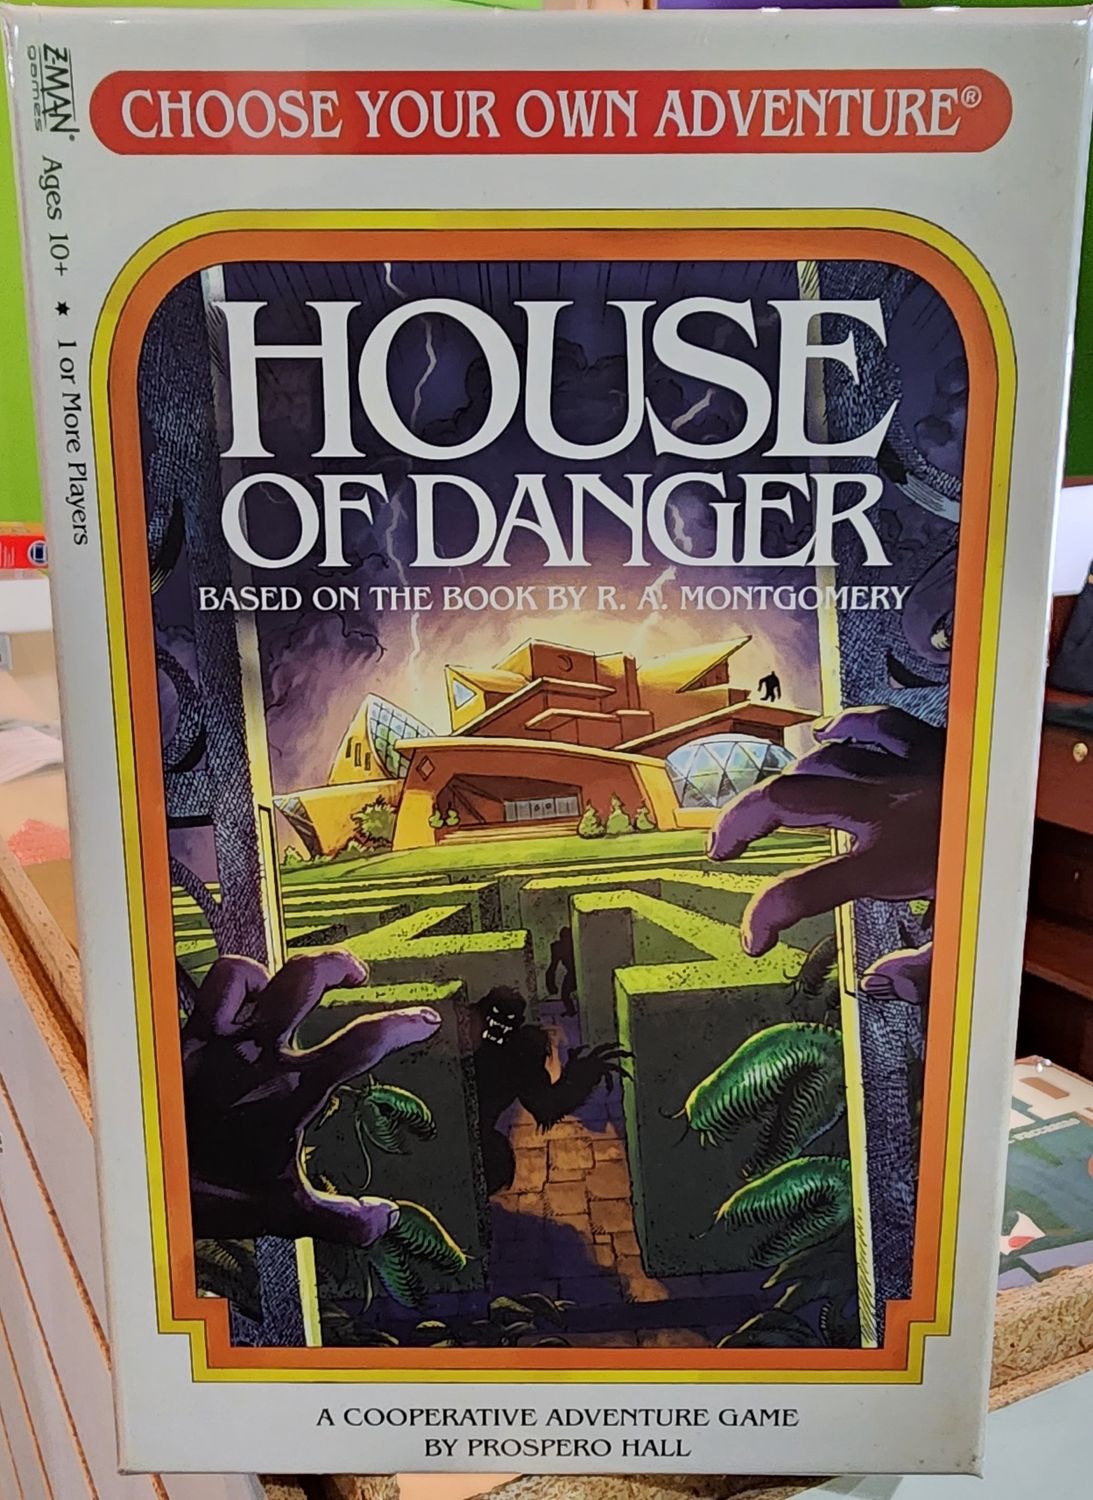 Z-MAN®
games
Ages 10+ ★ 1 or More Players
CHOOSE YOUR OWN ADVENTURE®
HOUSE
OF DANGER
BASED ON THE BOOK BY R. A. MONTGOMERY
A COOPERATIVE ADVENTURE GAME
BY PROSPERO HALL